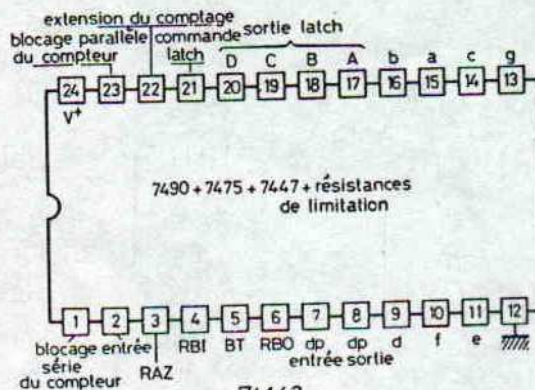 extension du comptage
blocage parallèle commande sortie latch
du compteur latch D C B A b a c g
24 23 22 21 20 19 18 17 16 15 14 13
V+
7490 + 7475 + 7447 + résistances
de limitation
1 2 3 4 5 6 7 8 9 10 11 12
blocage entrée RBI BT RBO dp dp d f e
série RAZ entrée sortie
du compteur